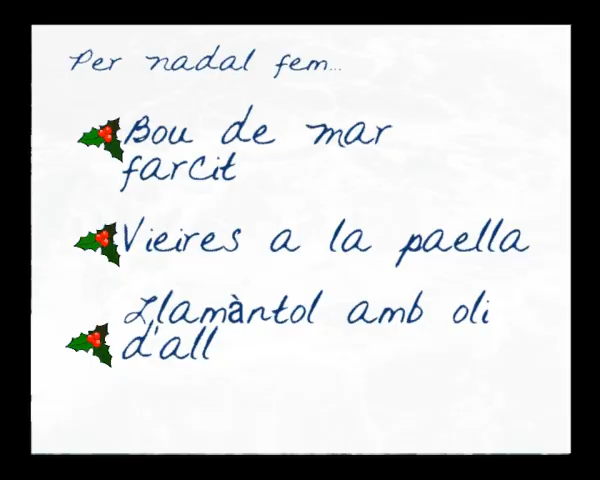 Per nadal fem...
Bou de mar
farcit
Vieires a la paella
Llamàntol amb oli
d'all